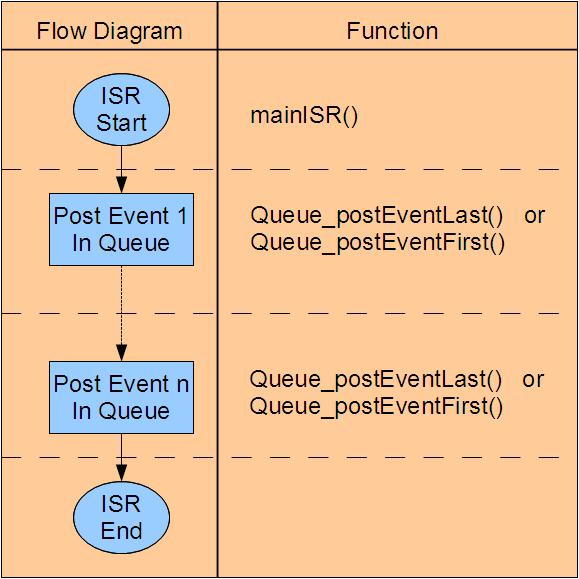 Flow Diagram
Function
ISR
Start
mainISR()
Post Event 1
In Queue
Queue_postEventLast() or
Queue_postEventFirst()
Post Event n
In Queue
Queue_postEventLast() or
Queue_postEventFirst()
ISR
End